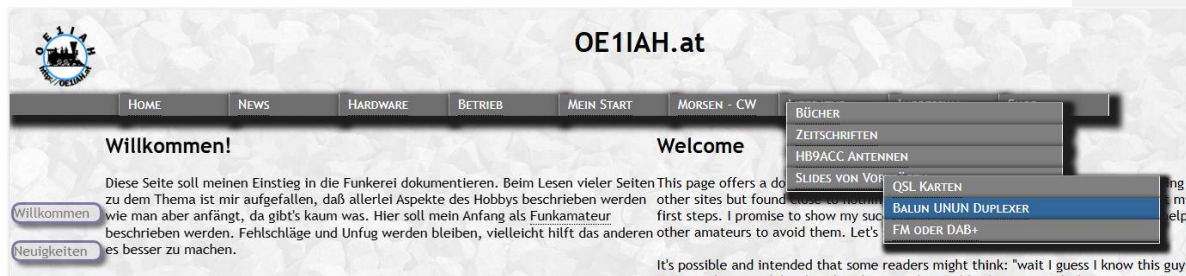 OE1IAH.at
OE1IAH
http://OE1IAH.at
Home
News
Hardware
Betrieb
Mein Start
Morsen - CW
Bücher
Zeitschriften
HB9ACC Antennen
Slides von
QSL Karten
Balun UNUN Duplexer
FM oder DAB+
Willkommen
Neuigkeiten
Willkommen!
Diese Seite soll meinen Einstieg in die Funkerei dokumentieren. Beim Lesen vieler Seiten
zu dem Thema ist mir aufgefallen, daß allerlei Aspekte des Hobbys beschrieben werden
wie man aber anfängt, da gibt's kaum was. Hier soll mein Anfang als Funkamateur
beschrieben werden. Fehlschläge und Unfug werden bleiben, vielleicht hilft das anderen
es besser zu machen.
Welcome
This page offers a
other sites but found close to
first steps. I promise to show my
other amateurs to avoid them. Let's
It's possible and intended that some readers might think: "wait I guess I know this guy